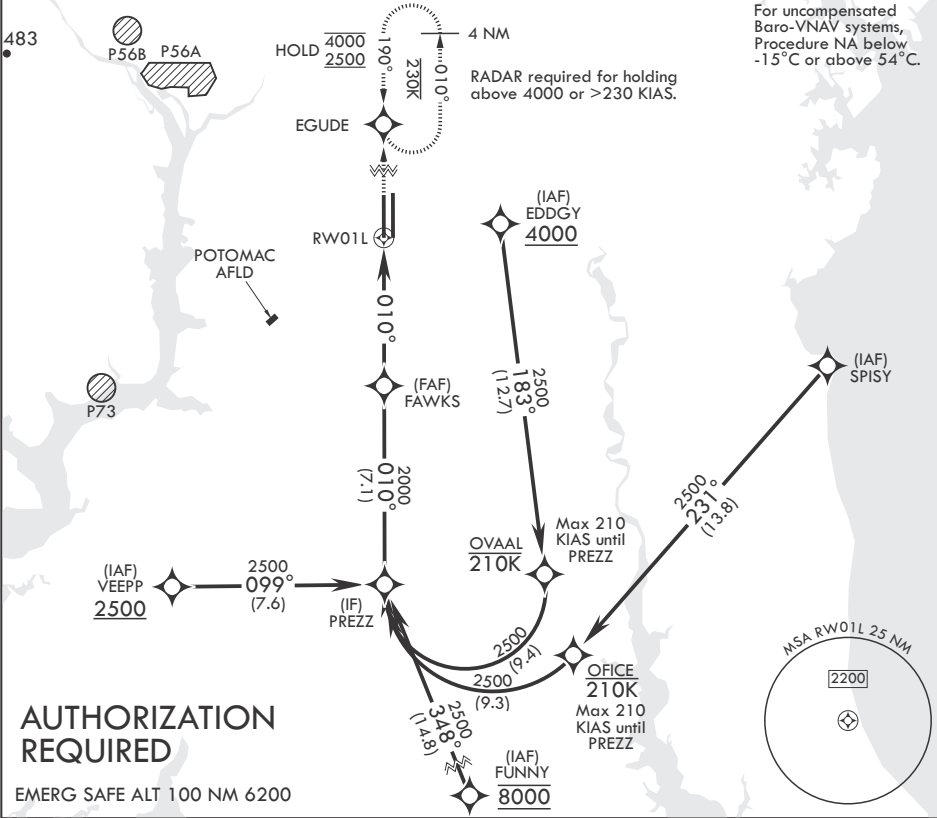 For uncompensated
Baro-VNAV systems,
Procedure NA below
-15°C or above 54°C.
483
P56B
P56A
HOLD
4000
2500
190°
230K
010°
4 NM
RADAR required for holding
above 4000 or >230 KIAS.
EGUDE
RW01L
POTOMAC
AFLD
(IAF)
EDDGY
4000
010°
2500
183°
(12.7)
(IAF)
SPISY
P73
(FAF)
FAWKS
2000
010°
(7.1)
2500
231°
(13.8)
Max 210
KIAS until
PREZZ
OVAAL
210K
(IAF)
VEEPP
2500
2500
099°
(7.6)
(IF)
PREZZ
2500
(9.4)
2500
(9.3)
OFICE
210K
Max 210
KIAS until
PREZZ
MSA RW01L 25 NM
2200
2500
348°
(14.8)
(IAF)
FUNNY
8000
AUTHORIZATION
REQUIRED
EMERG SAFE ALT 100 NM 6200